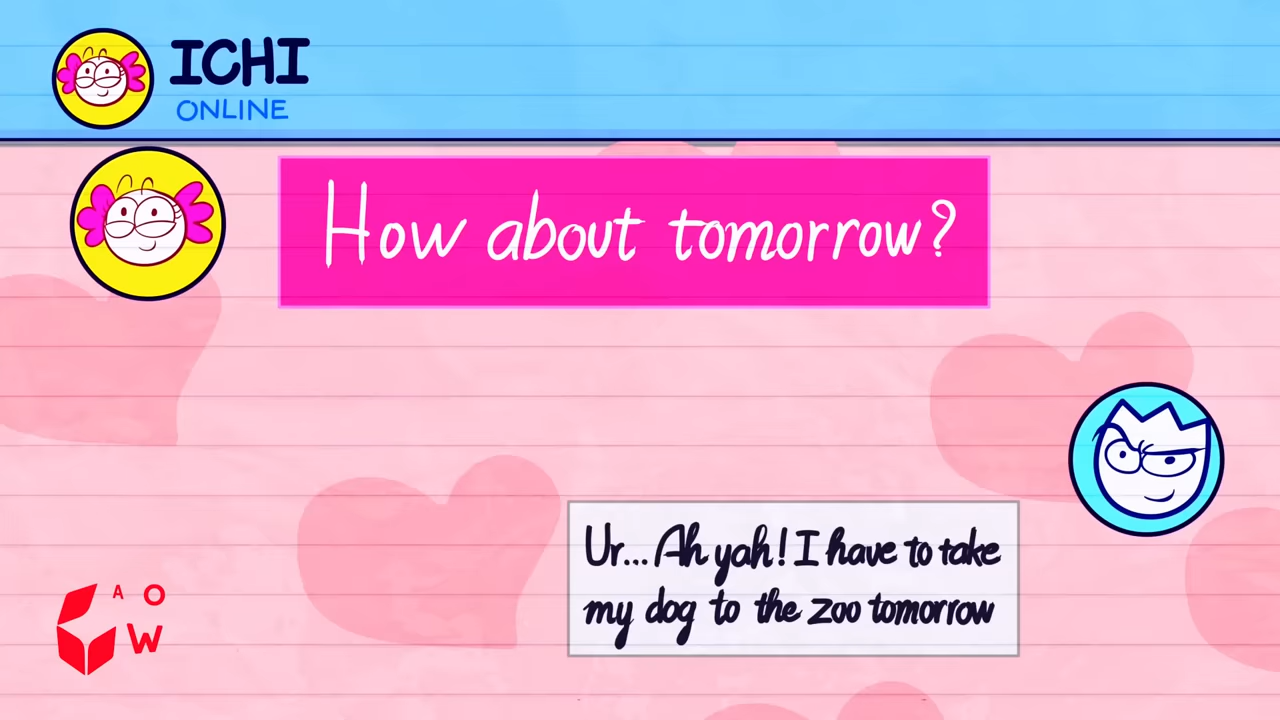 ICHI
ONLINE
How about tomorrow?
Ur... Ah yah! I have to take
my dog to the zoo tomorrow
A O
W